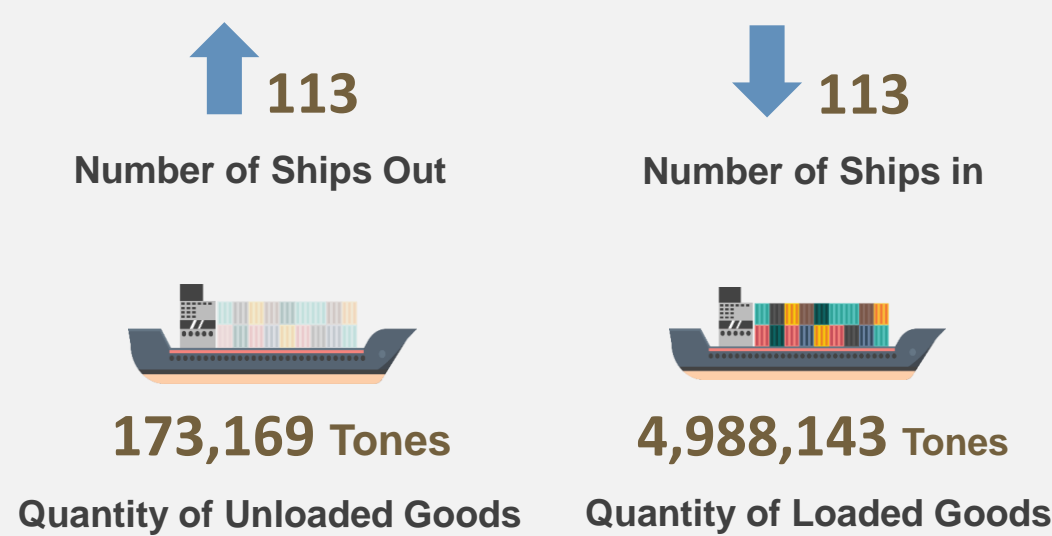 113
Number of Ships Out
113
Number of Ships in
173,169 Tones
Quantity of Unloaded Goods
4,988,143 Tones
Quantity of Loaded Goods